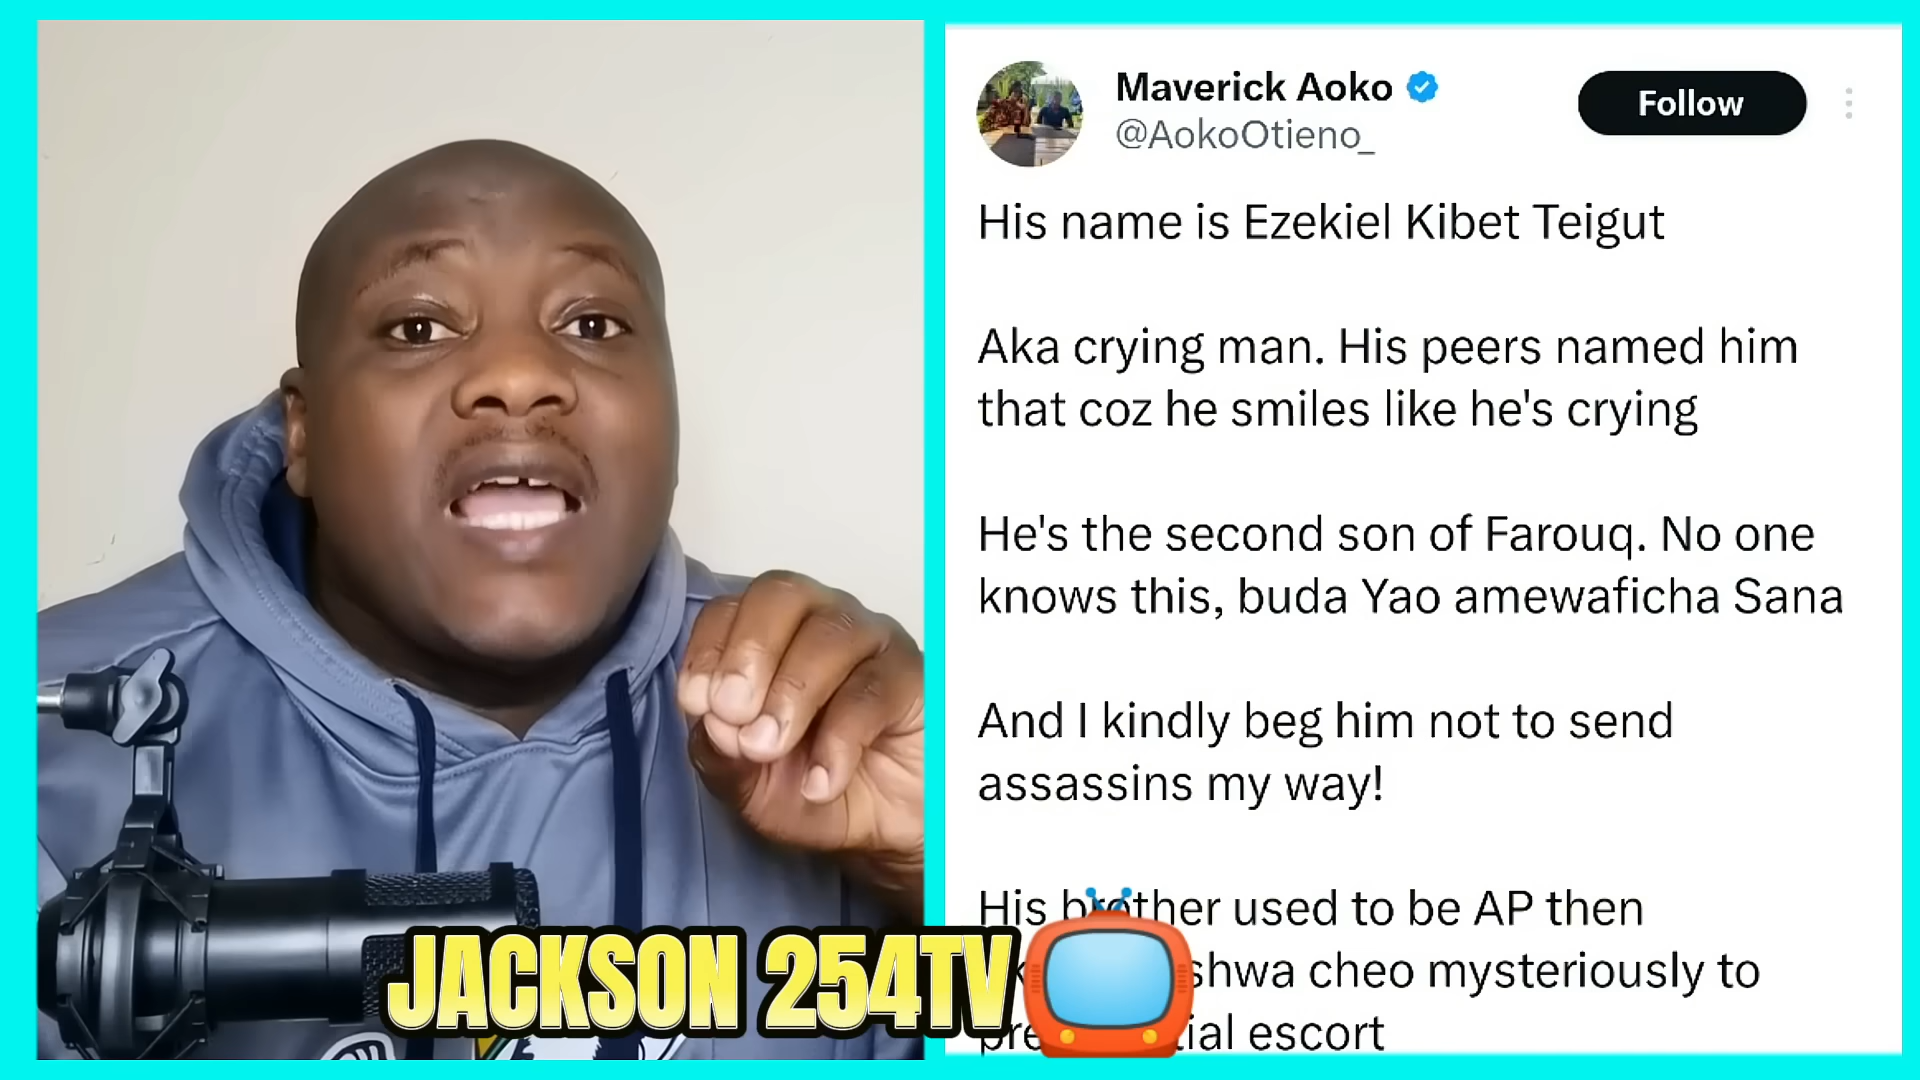 Maverick Aoko
@AokoOtieno_
Follow
His name is Ezekiel Kibet Teigut
Aka crying man. His peers named him
that coz he smiles like he's crying
He's the second son of Farouq. No one
knows this, buda Yao amewaficha Sana
And I kindly beg him not to send
assassins my way!
His brother used to be AP then
cheo mysteriously to
escort
JACKSON 254TV